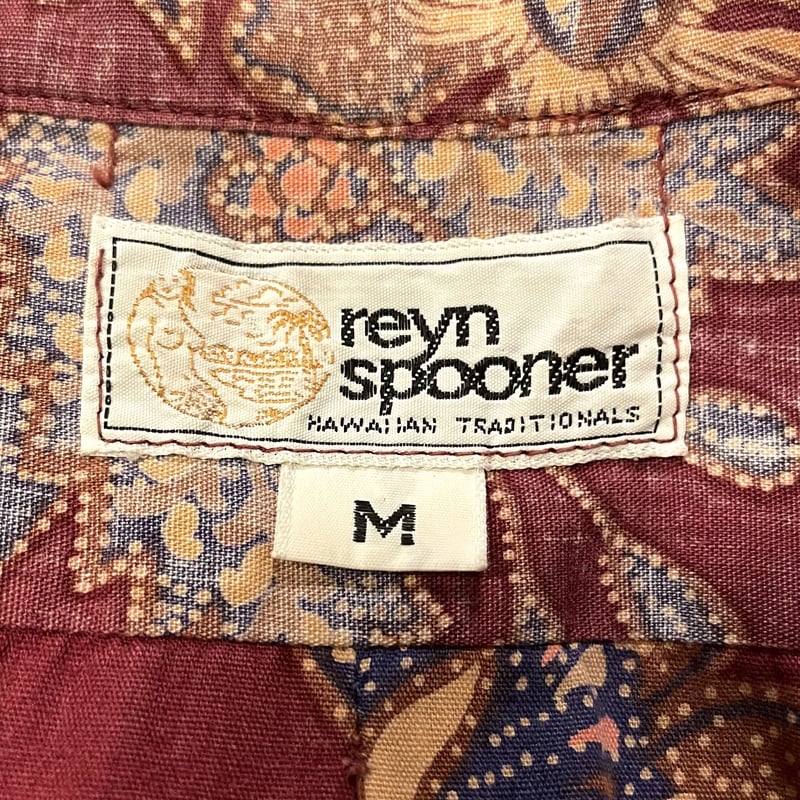 reyn
spooner
HAWAIIAN TRADITIONALS
M